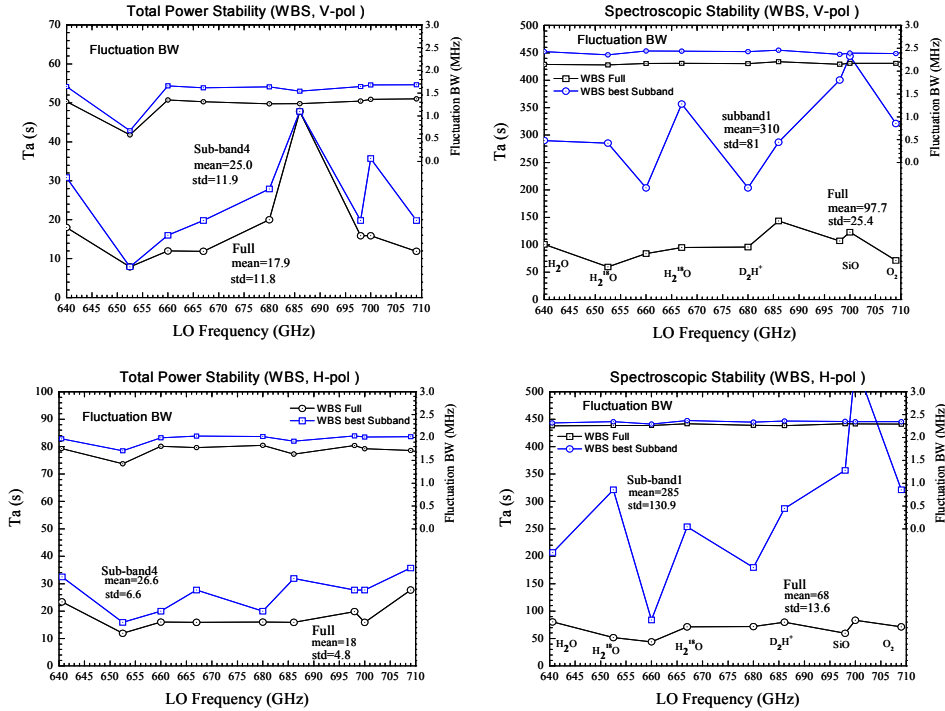 Total Power Stability (WBS, V-pol )
Fluctuation BW
Sub-band4
mean=25.0
std=11.9
Full
mean=17.9
std=11.8
Ta (s)
70
60
50
40
30
20
10
0
Fluctuation BW (MHz)
3.0
2.5
2.0
1.5
1.0
0.5
0.0
640 645 650 655 660 665 670 675 680 685 690 695 700 705 710
LO Frequency (GHz)
Spectroscopic Stability (WBS, V-pol )
Fluctuation BW
WBS Full
WBS best Subband
subband1
mean=310
std=81
Full
mean=97.7
std=25.4
H2O
H2 18O
H2 18O
D2H+
SiO
O2
Ta (s)
500
450
400
350
300
250
200
150
100
50
0
Fluctuation BW (MHz)
3.0
2.5
2.0
1.5
1.0
0.5
0.0
640 645 650 655 660 665 670 675 680 685 690 695 700 705 710
LO Frequency (GHz)
Total Power Stability (WBS, H-pol )
Fluctuation BW
WBS Full
WBS best Subband
Sub-band4
mean=26.6
std=6.6
Full
mean=18
std=4.8
Ta (s)
100
90
80
70
60
50
40
30
20
10
0
Fluctuation BW (MHz)
3.0
2.5
2.0
1.5
1.0
0.5
0.0
640 645 650 655 660 665 670 675 680 685 690 695 700 705 710
LO Frequency (GHz)
Spectroscopic Stability (WBS, H-pol )
Fluctuation BW
WBS Full
WBS best Subband
Sub-band1
mean=285
std=130.9
Full
mean=68
std=13.6
H2O
H2 18O
H2 18O
D2H+
SiO
O2
Ta (s)
500
450
400
350
300
250
200
150
100
50
0
Fluctuation BW (MHz)
3.0
2.5
2.0
1.5
1.0
0.5
0.0
640 645 650 655 660 665 670 675 680 685 690 695 700 705 710
LO Frequency (GHz)